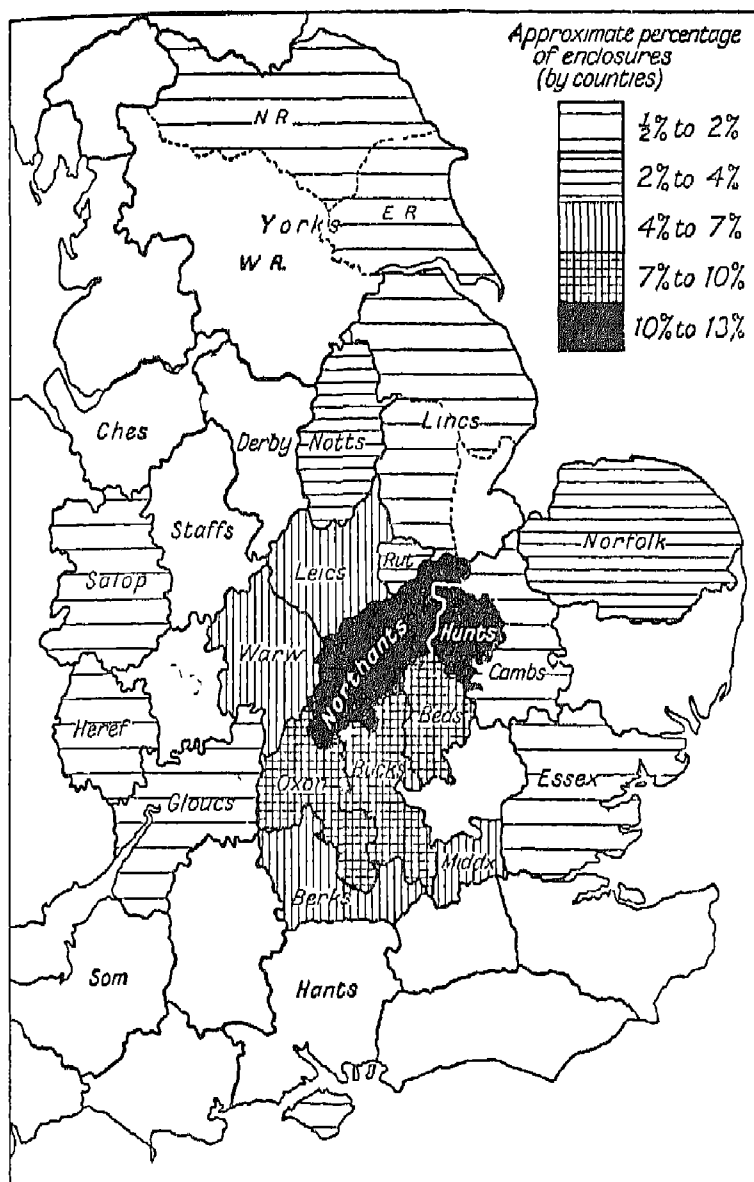 Approximate percentage
of enclosures
(by counties)
½% to 2%
2% to 4%
4% to 7%
7% to 10%
10% to 13%
N R
Yorks
E R
W R.
Ches
Derby
Notts
Lincs
Staffs
Norfolk
Salop
Leics
Rut
Northants
Hunts
Warw
Cambs
Heref
Beds
Bucks
Oxon
Essex
Gloucs
Middx
Berks
Som
Hants